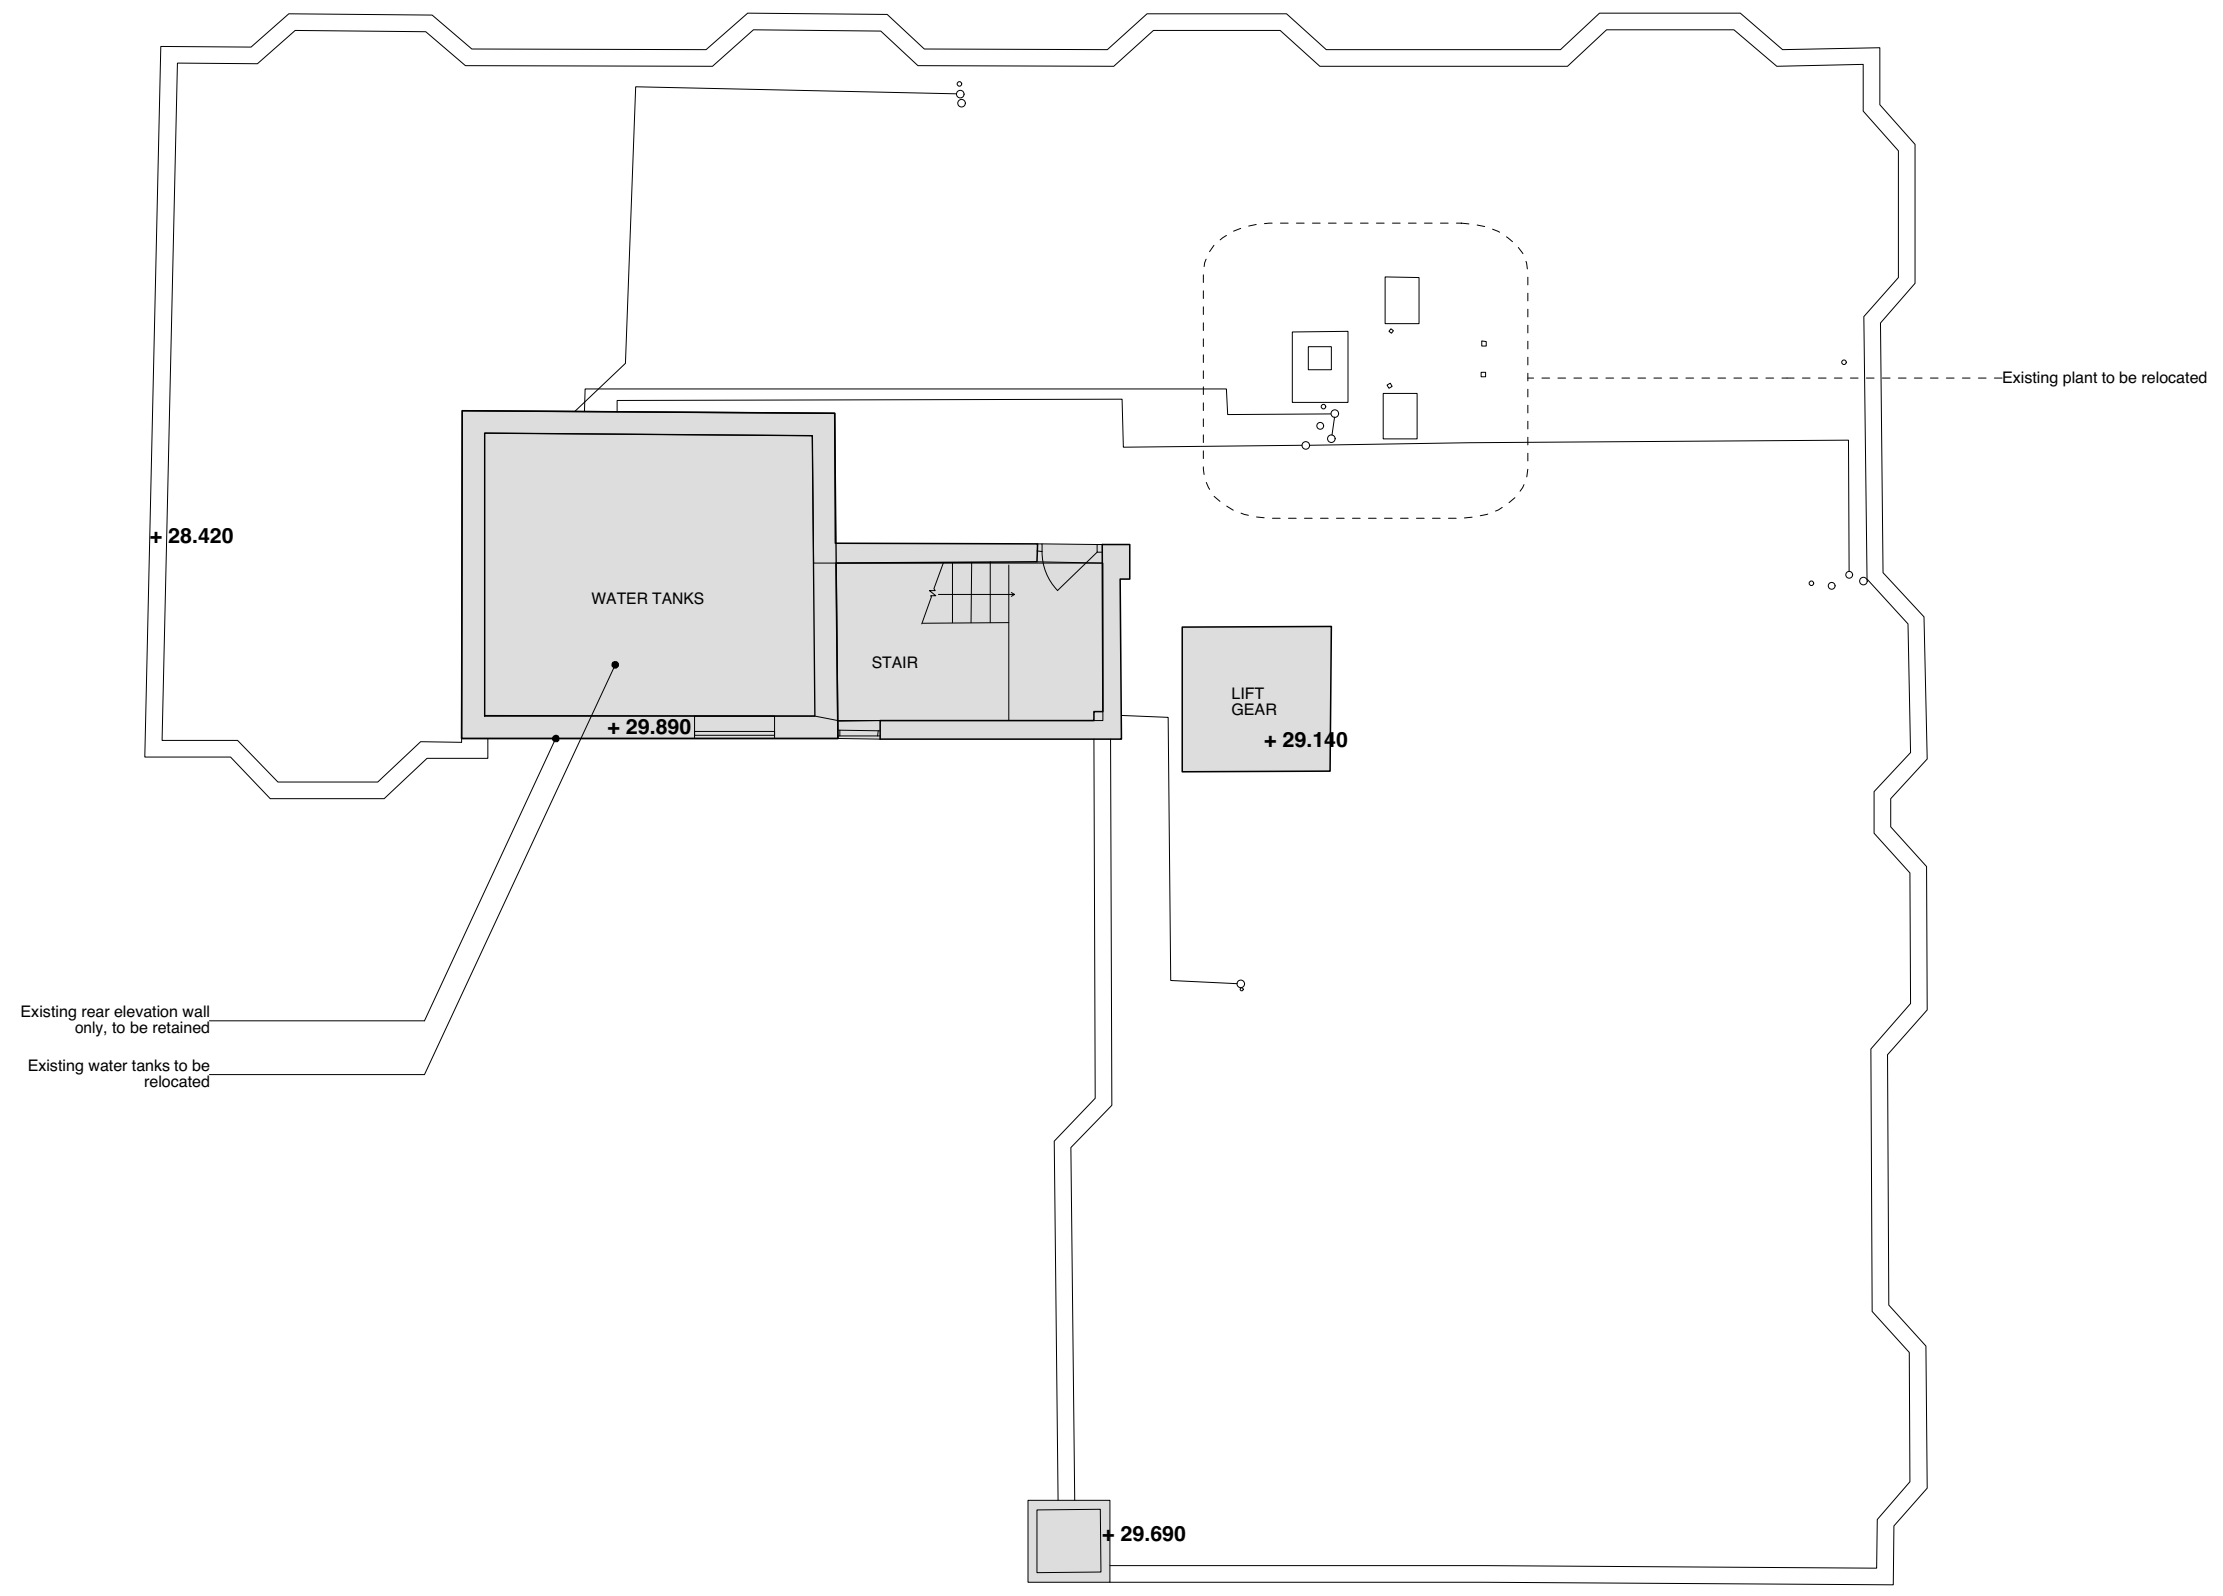 Existing plant to be relocated
+ 28.420
WATER TANKS
STAIR
LIFT
GEAR
+ 29.890
+ 29.140
Existing rear elevation wall
only, to be retained
Existing water tanks to be
relocated
+ 29.690